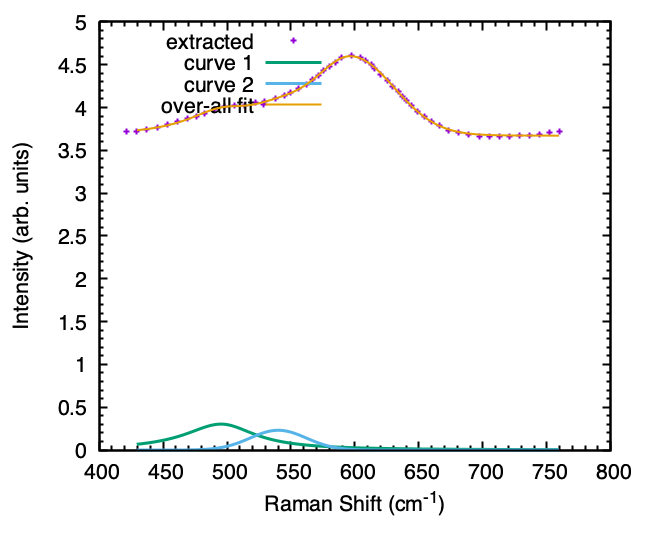 5
extracted
4.5
curve 1
curve 2
4
over-all fit
3.5
3
2.5
2
1.5
1
0.5
0
400 450 500 550 600 650 700 750 800
Intensity (arb. units)
Raman Shift (cm⁻¹)